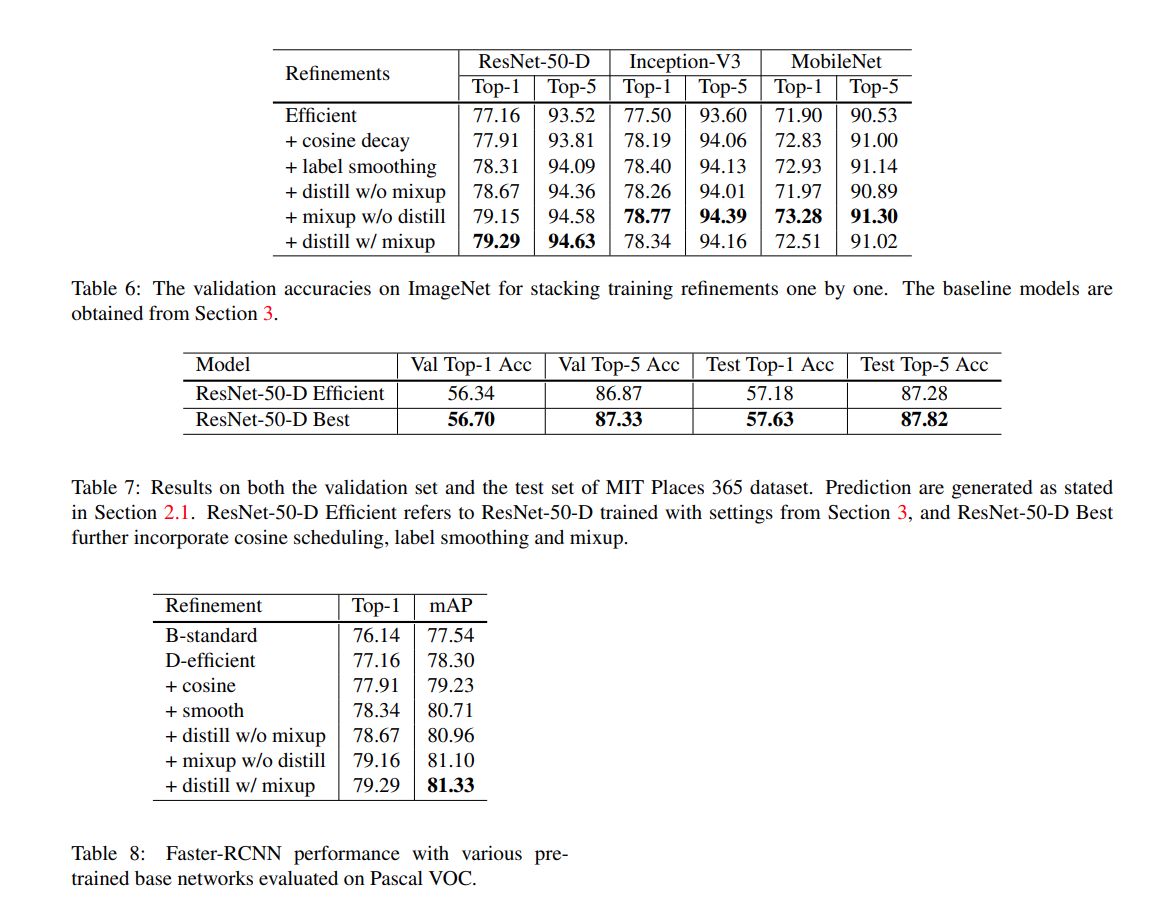 Refinements ResNet-50-D Inception-V3 MobileNet
Top-1 Top-5 Top-1 Top-5 Top-1 Top-5
Efficient 77.16 93.52 77.50 93.60 71.90 90.53
+ cosine decay 77.91 93.81 78.19 94.06 72.83 91.00
+ label smoothing 78.31 94.09 78.40 94.13 72.93 91.14
+ distill w/o mixup 78.67 94.36 78.26 94.01 71.97 90.89
+ mixup w/o distill 79.15 94.58 78.77 94.39 73.28 91.30
+ distill w/ mixup 79.29 94.63 78.34 94.16 72.51 91.02
Table 6: The validation accuracies on ImageNet for stacking training refinements one by one. The baseline models are
obtained from Section 3.
Model Val Top-1 Acc Val Top-5 Acc Test Top-1 Acc Test Top-5 Acc
ResNet-50-D Efficient 56.34 86.87 57.18 87.28
ResNet-50-D Best 56.70 87.33 57.63 87.82
Table 7: Results on both the validation set and the test set of MIT Places 365 dataset. Prediction are generated as stated
in Section 2.1. ResNet-50-D Efficient refers to ResNet-50-D trained with settings from Section 3, and ResNet-50-D Best
further incorporate cosine scheduling, label smoothing and mixup.
Refinement Top-1 mAP
B-standard 76.14 77.54
D-efficient 77.16 78.30
+ cosine 77.91 79.23
+ smooth 78.34 80.71
+ distill w/o mixup 78.67 80.96
+ mixup w/o distill 79.16 81.10
+ distill w/ mixup 79.29 81.33
Table 8: Faster-RCNN performance with various pre-
trained base networks evaluated on Pascal VOC.